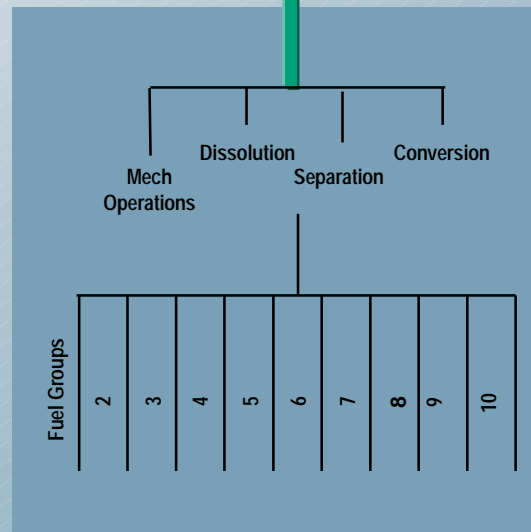 Dissolution
Conversion
Mech
Operations
Separation
Fuel Groups
2
3
4
5
6
7
8
9
10